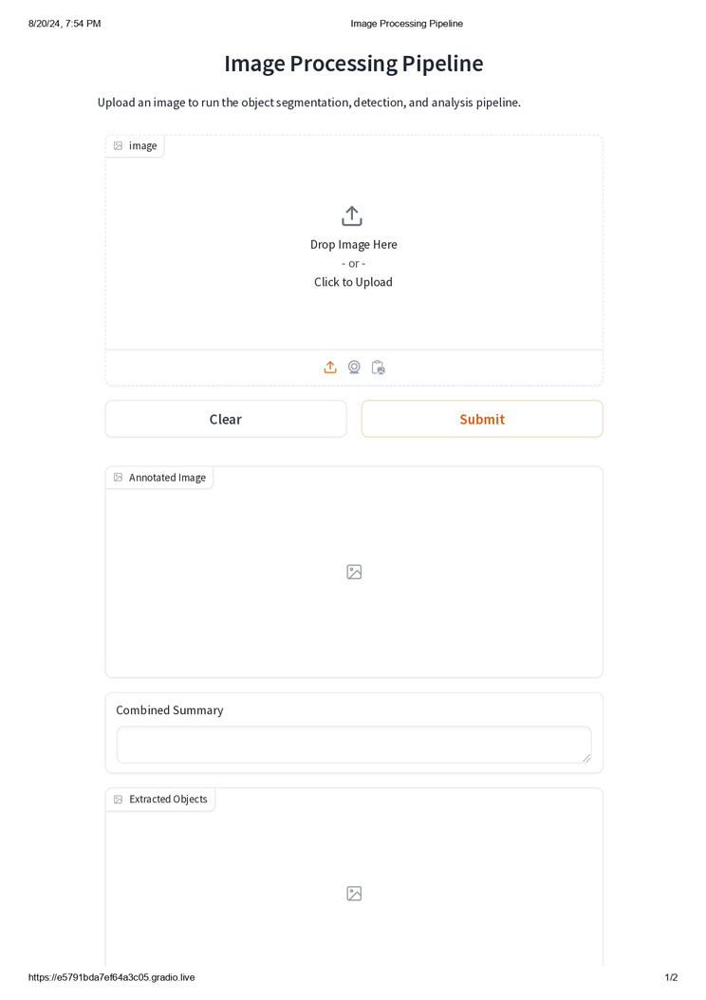 8/20/24, 7:54 PM Image Processing Pipeline
Image Processing Pipeline
Upload an image to run the object segmentation, detection, and analysis pipeline.
image
Drop Image Here
- or -
Click to Upload
Clear Submit
Annotated Image
Combined Summary
Extracted Objects
https://e5791bda7ef64a3c05.gradio.live 1/2